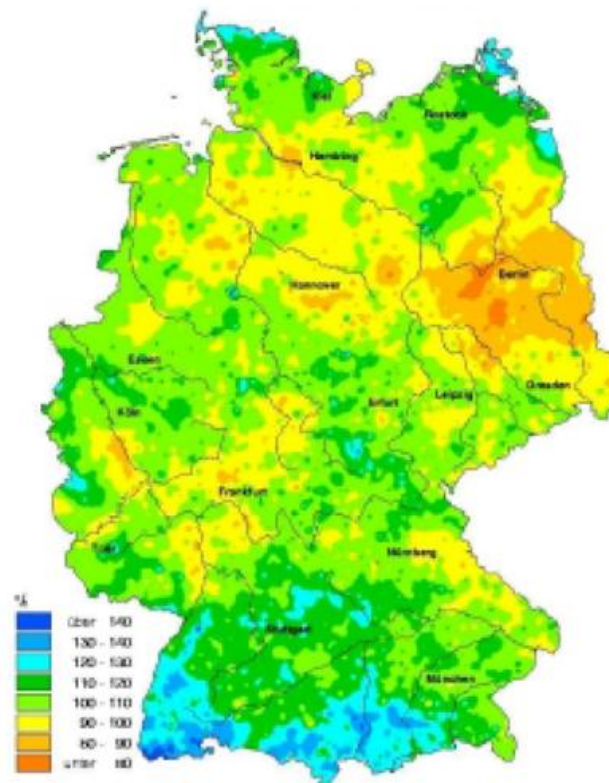 Kiel
Rostock
Hamburg
Berlin
Hannover
Essen
Köln
Erfurt
Leipzig
Dresden
Frankfurt
Trier
Nürnberg
Stuttgart
München
%
über 140
130 - 140
120 - 130
110 - 120
100 - 110
90 - 100
80 - 90
unter 80